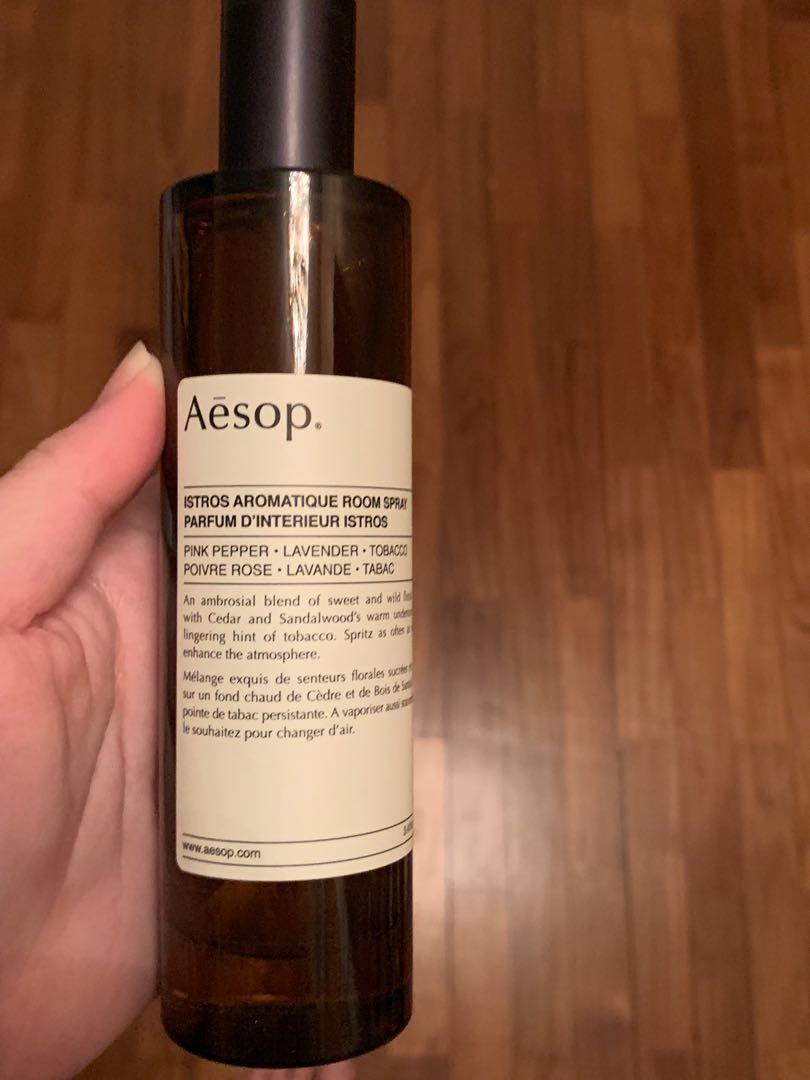 Aēsop®
ISTROS AROMATIQUE ROOM SPRAY
PARFUM D'INTERIEUR ISTROS
PINK PEPPER • LAVENDER • TOBACCO
POIVRE ROSE • LAVANDE • TABAC
An ambrosial blend of sweet and wild
with Cedar and Sandalwood's warm
lingering hint of tobacco. Spritz as often
enhance the atmosphere.
Mélange exquis de senteurs florales sucrées
sur un fond chaud de Cèdre et de Bois de
pointe de tabac persistante. A vaporiser aussi
le souhaitez pour changer d'air.
www.aesop.com